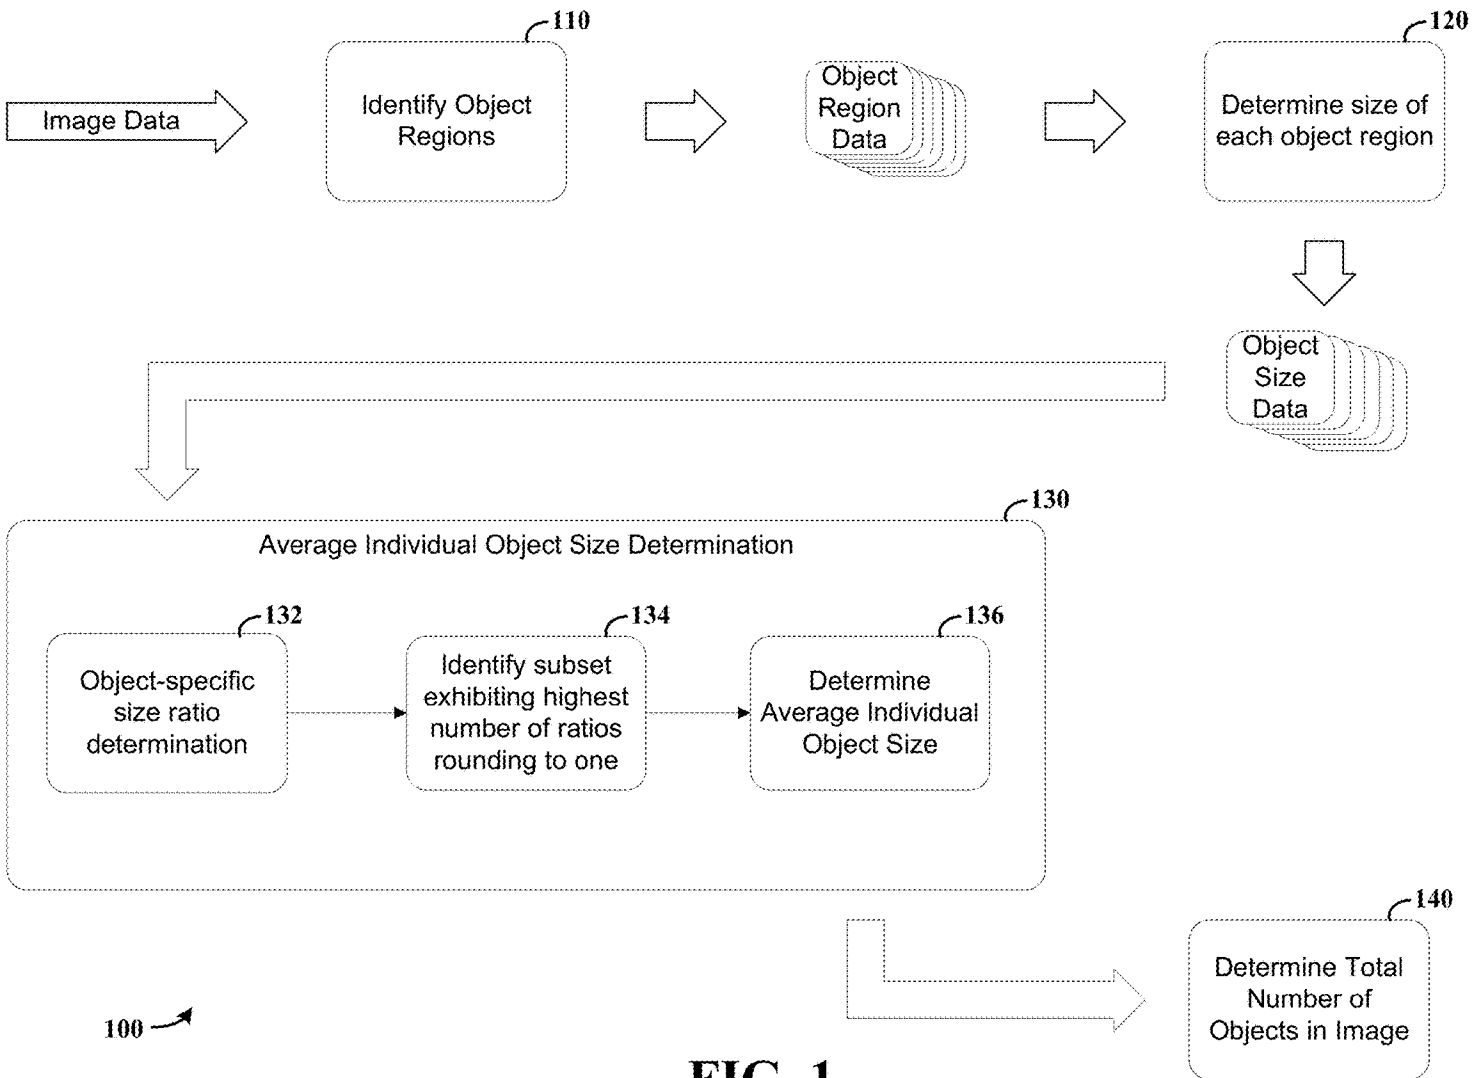 110
120
Image Data
Identify Object
Regions
Object
Region
Data
Determine size of
each object region
Object
Size
Data
130
Average Individual Object Size Determination
132
134
136
Object-specific
size ratio
determination
Identify subset
exhibiting highest
number of ratios
rounding to one
Determine
Average Individual
Object Size
140
Determine Total
Number of
Objects in Image
100
FIG. 1